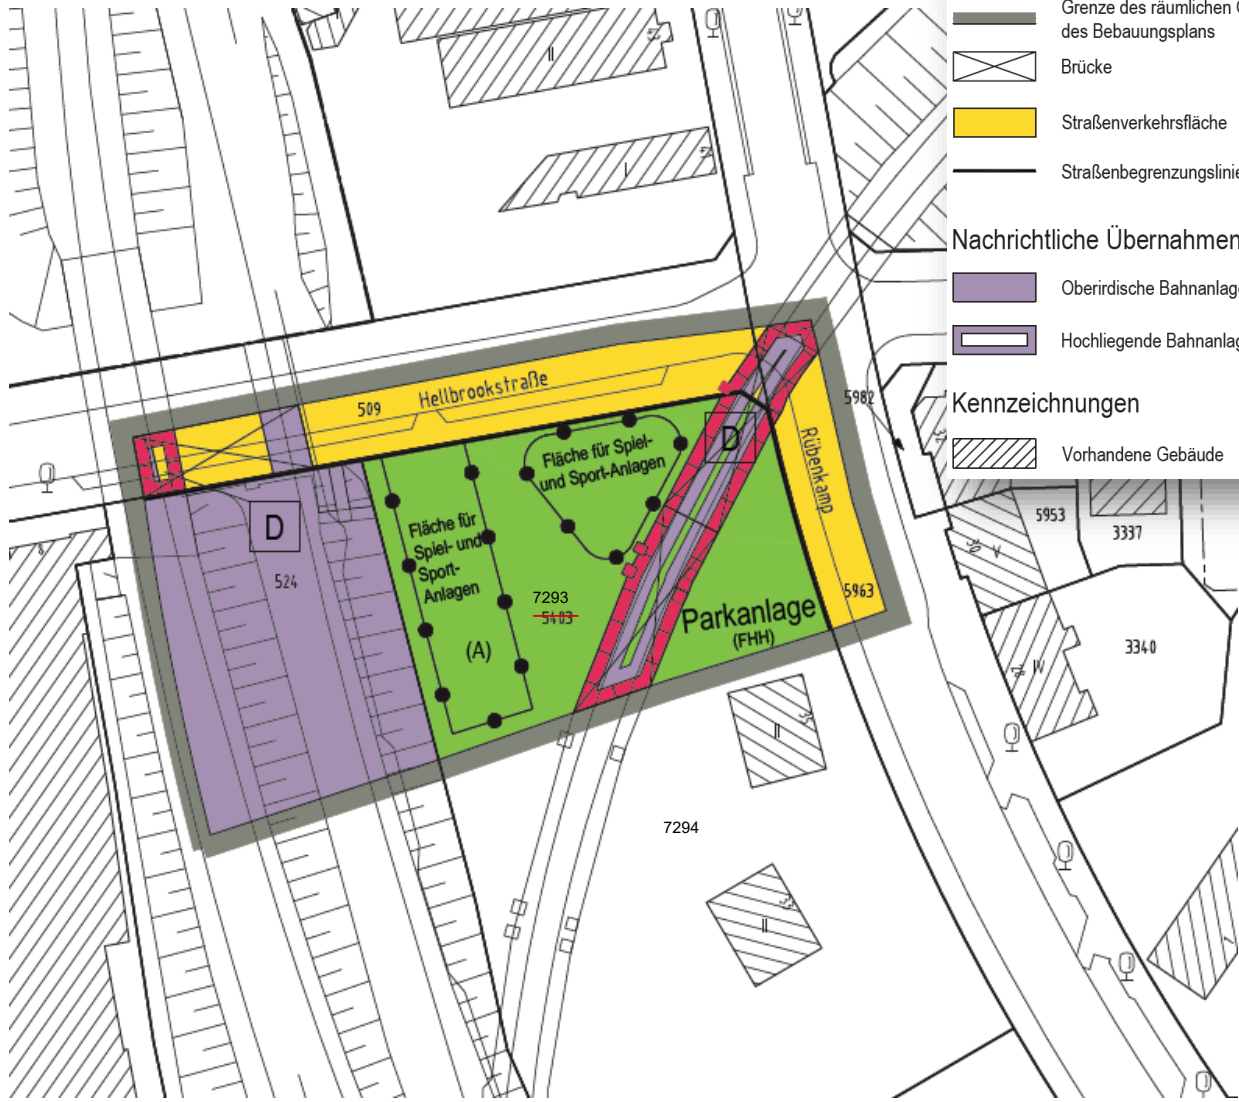 Grenze des räumlichen G
des Bebauungsplans
Brücke
Straßenverkehrsfläche
Straßenbegrenzungslinie
Nachrichtliche Übernahmen
Oberirdische Bahnanlage
Hochliegende Bahnanlag
Kennzeichnungen
Vorhandene Gebäude
II
I
509
Hellbrookstraße
5982
D
D
Rübenkamp
Fläche für Spiel-
und Sport-Anlagen
Fläche für
Spiel- und
Sport-
Anlagen
(A)
524
7293
5403
Parkanlage
(FHH)
5963
5953
3337
3340
V
IV
II
35
7294
33
II